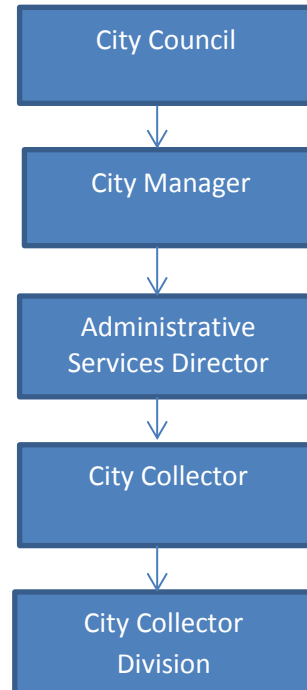 City Council
City Manager
Administrative
Services Director
City Collector
City Collector
Division